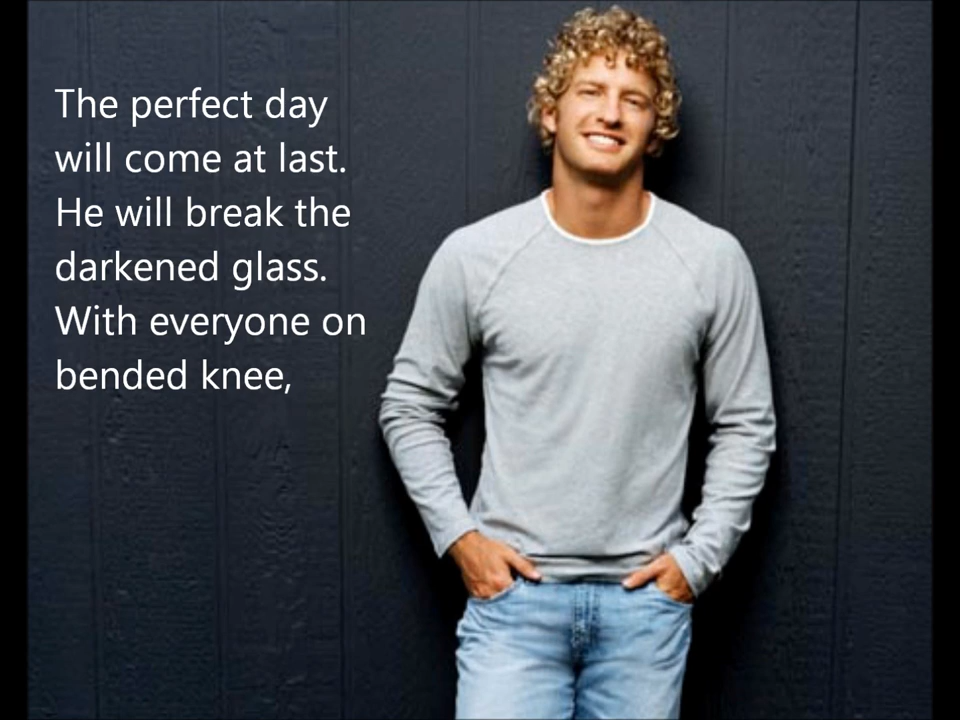 The perfect day
will come at last.
He will break the
darkened glass.
With everyone on
bended knee,